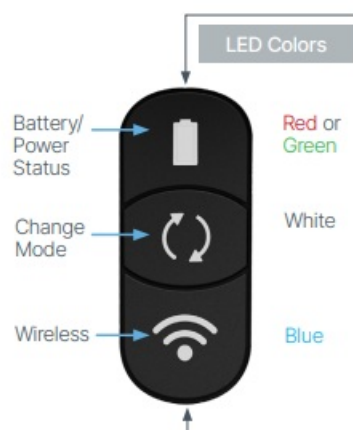 LED Colors
Battery/
Power
Status
Red or
Green
Change
Mode
White
Wireless
Blue